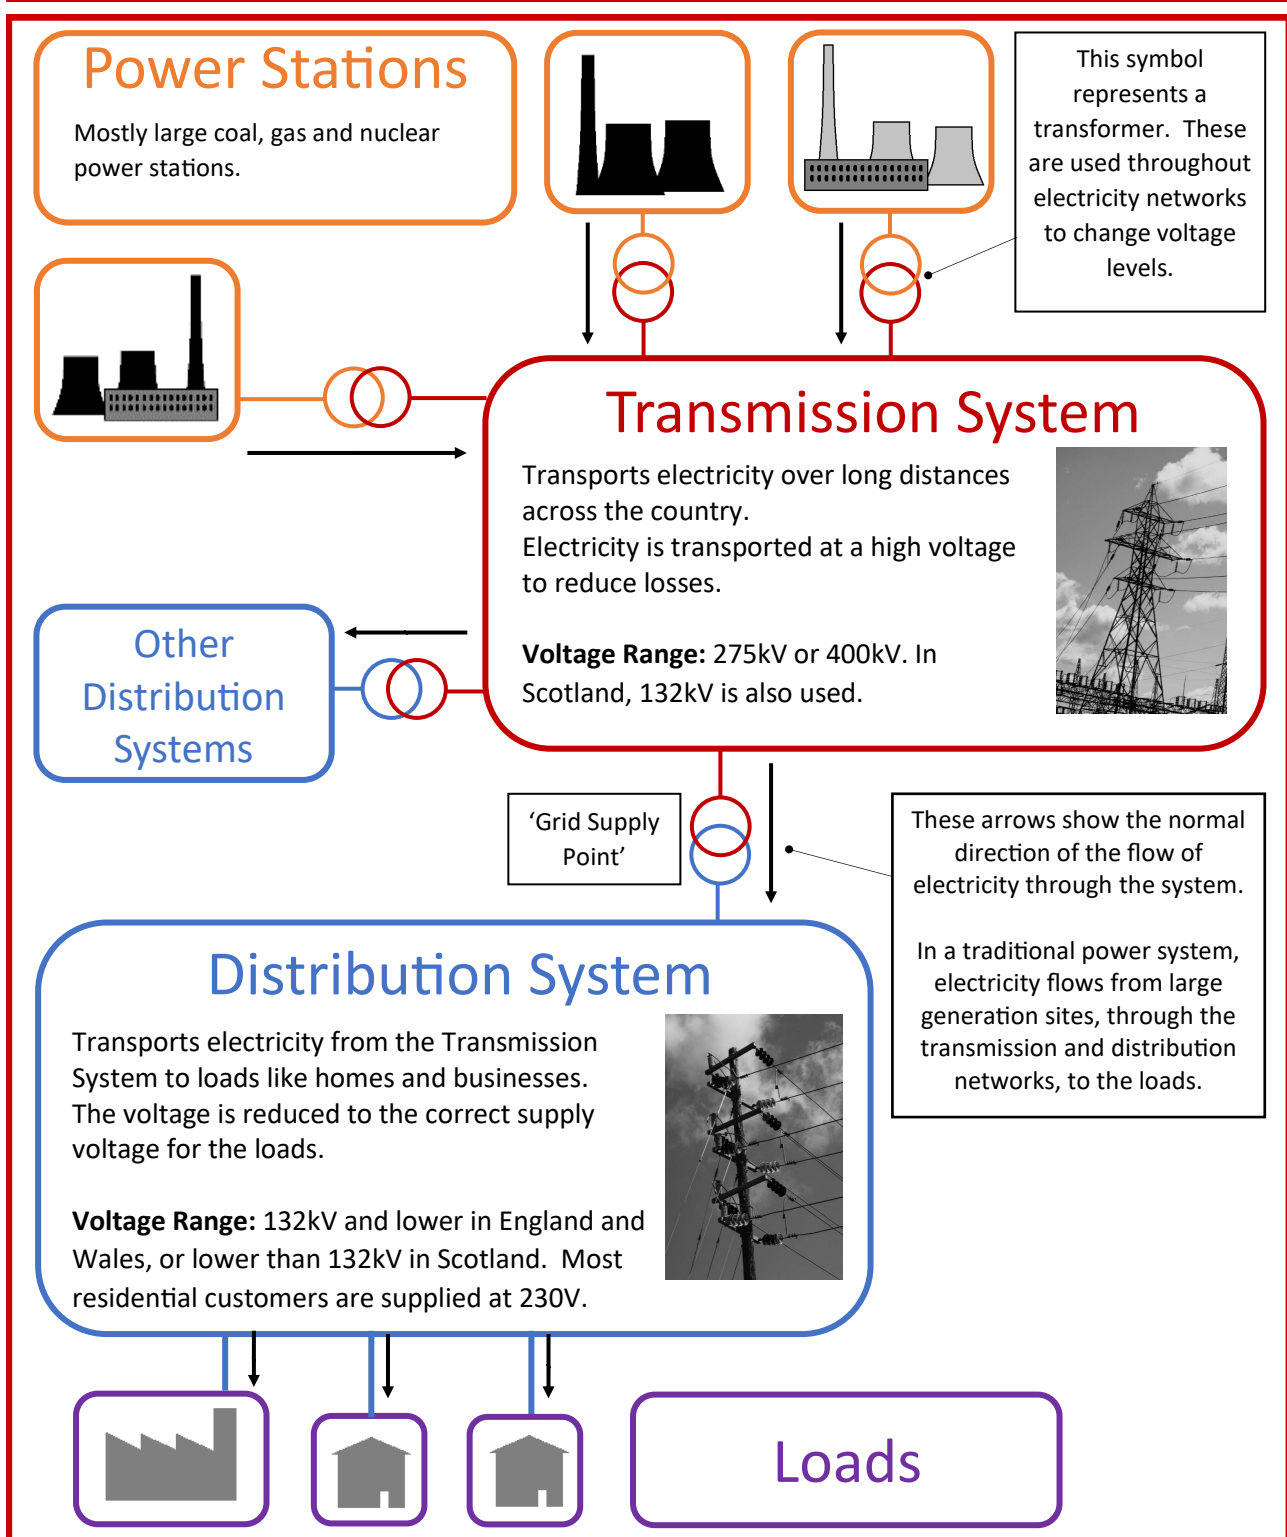 Power Stations
Mostly large coal, gas and nuclear
power stations.
This symbol
represents a
transformer.  These
are used throughout
electricity networks
to change voltage
levels.
Transmission System
Transports electricity over long distances
across the country.
Electricity is transported at a high voltage
to reduce losses.
Voltage Range: 275kV or 400kV. In
Scotland, 132kV is also used.
Other
Distribution
Systems
‘Grid Supply
Point’
These arrows show the normal
direction of the flow of
electricity through the system.
In a traditional power system,
electricity flows from large
generation sites, through the
transmission and distribution
networks, to the loads.
Distribution System
Transports electricity from the Transmission
System to loads like homes and businesses.
The voltage is reduced to the correct supply
voltage for the loads.
Voltage Range: 132kV and lower in England and
Wales, or lower than 132kV in Scotland.  Most
residential customers are supplied at 230V.
Loads